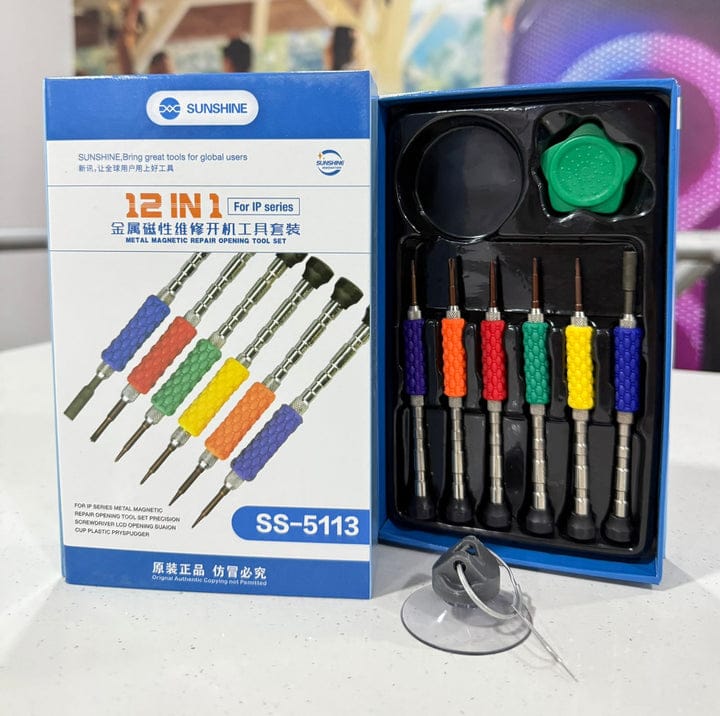 SUNSHINE
SUNSHINE,Bring great tools for global users
新讯,让全球用户用上好工具
SUNSHINE
12 IN 1 For IP series
金属磁性维修开机工具套装
METAL MAGNETIC REPAIR OPENING TOOL SET
FOR IP SERIES METAL MAGNETIC
REPAIR OPENING TOOL SET PRECISION
SCREWDRIVER LCD OPENING SUAION
CUP PLASTIC PRYSPUDGER
SS-5113
原装正品 仿冒必究
Original Authentic Copying not Pamitted